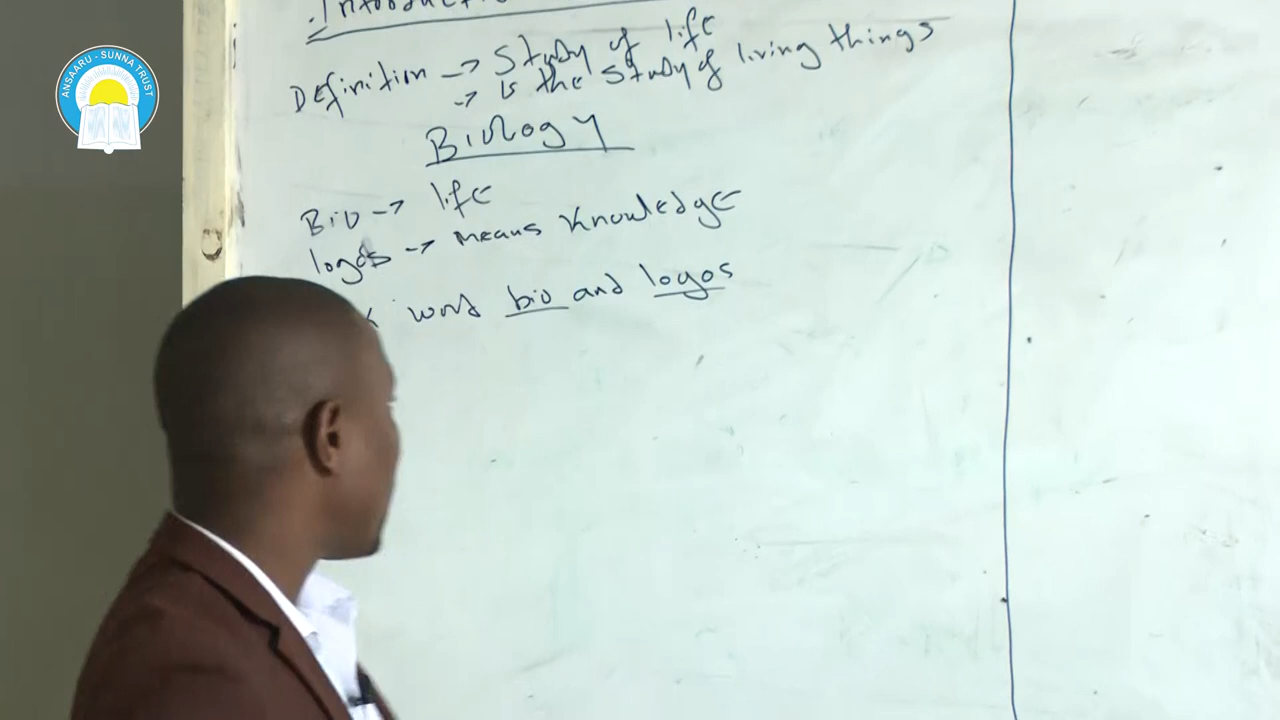 ANSAARU - SUNNA TRUST
DEfinition → Study of life
→ is the Study of living things
Biology
Bio → life
logos → Means Knowledge
word bio and logos